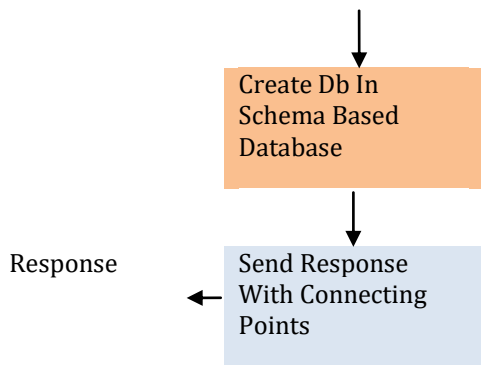 Create Db In
Schema Based
Database
Response
Send Response
With Connecting
Points